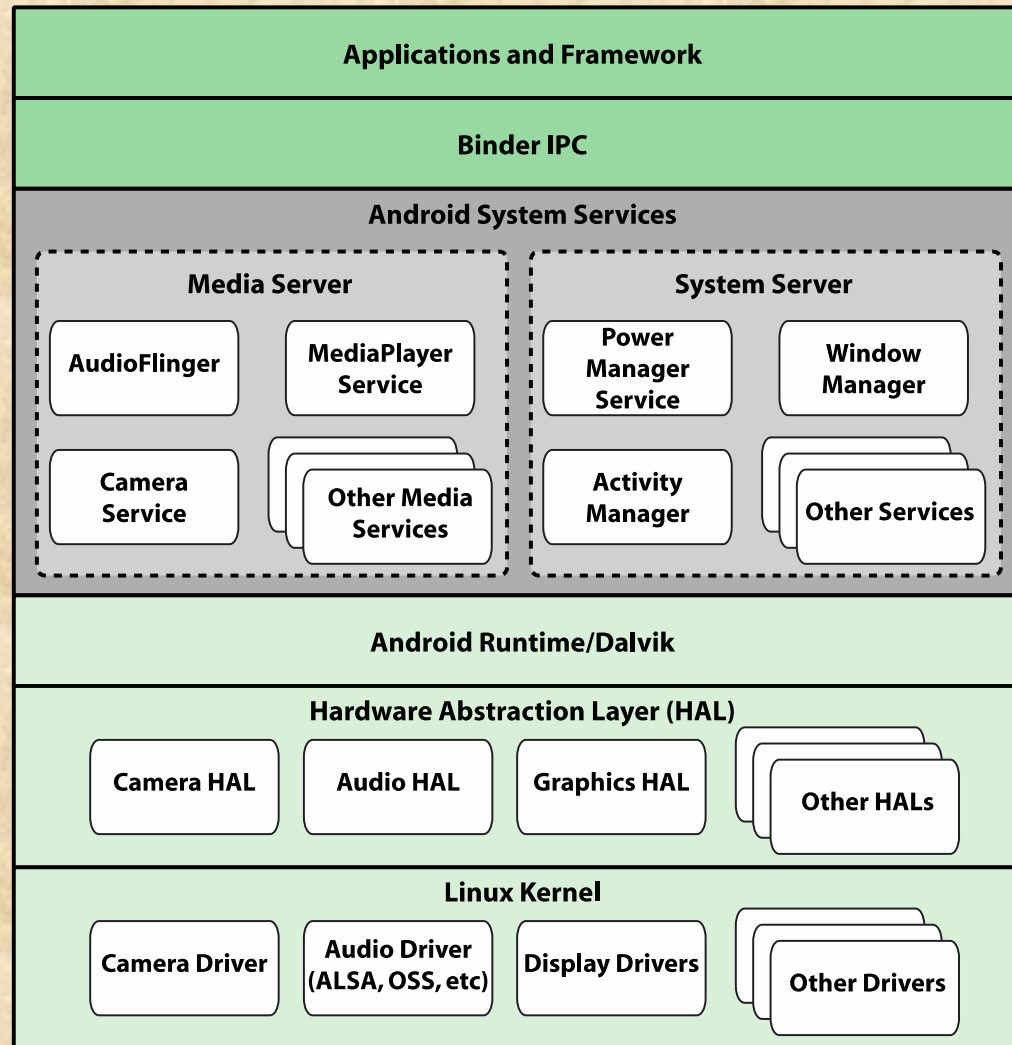 Applications and Framework
Binder IPC
Android System Services
Media Server
AudioFlinger
MediaPlayer
Service
Camera
Service
Other Media
Services
System Server
Power
Manager
Service
Window
Manager
Activity
Manager
Other Services
Android Runtime/Dalvik
Hardware Abstraction Layer (HAL)
Camera HAL
Audio HAL
Graphics HAL
Other HALs
Linux Kernel
Camera Driver
Audio Driver
(ALSA, OSS, etc)
Display Drivers
Other Drivers